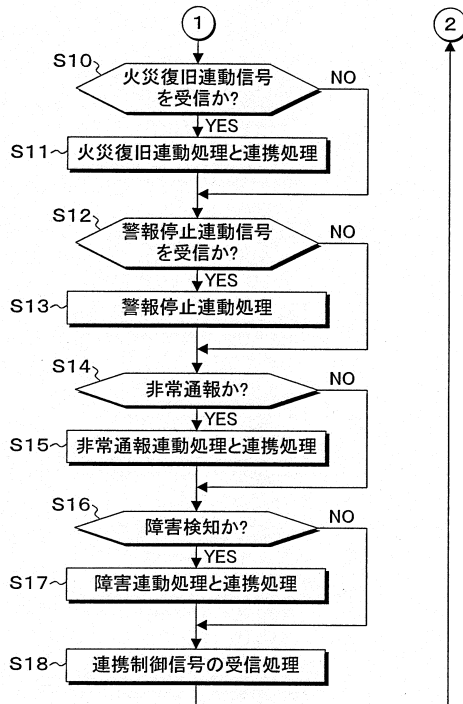 1
2
S10
火災復旧連動信号
を受信か?
NO
YES
S11
火災復旧連動処理と連携処理
S12
警報停止連動信号
を受信か?
NO
YES
S13
警報停止連動処理
S14
非常通報か?
NO
YES
S15
非常通報連動処理と連携処理
S16
障害検知か?
NO
YES
S17
障害連動処理と連携処理
S18
連携制御信号の受信処理